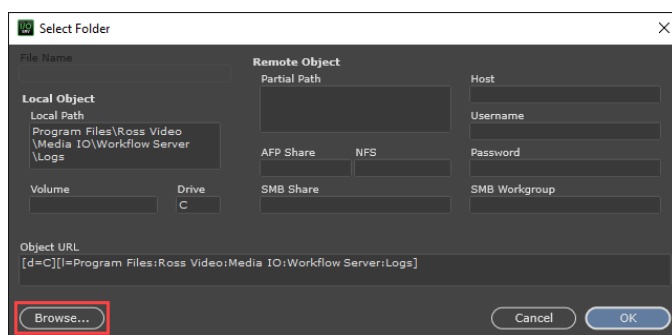 I/O
SRV
Select Folder
File Name
Local Object
Local Path
Program Files\Ross Video
\Media IO\Workflow Server
\Logs
Volume
Drive
C
Remote Object
Partial Path
AFP Share
NFS
SMB Share
Host
Username
Password
SMB Workgroup
Object URL
[d=C][l=Program Files:Ross Video:Media IO:Workflow Server:Logs]
Browse...
Cancel
OK